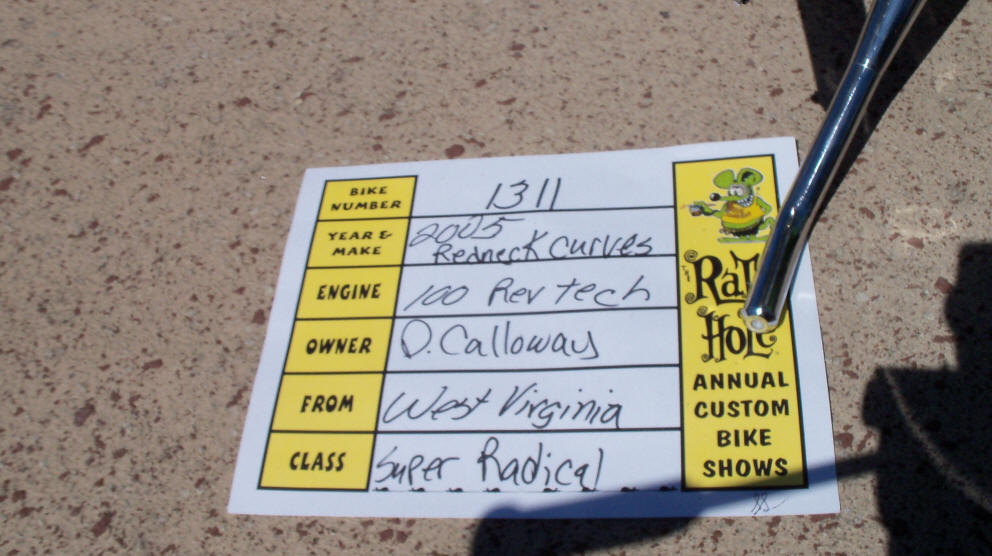 BIKE NUMBER 1311
YEAR & MAKE 2005 Redneck Curves
ENGINE 100 Rev tech
OWNER D. Calloway
FROM West Virginia
CLASS Super Radical
HOLE
ANNUAL
CUSTOM
BIKE
SHOWS